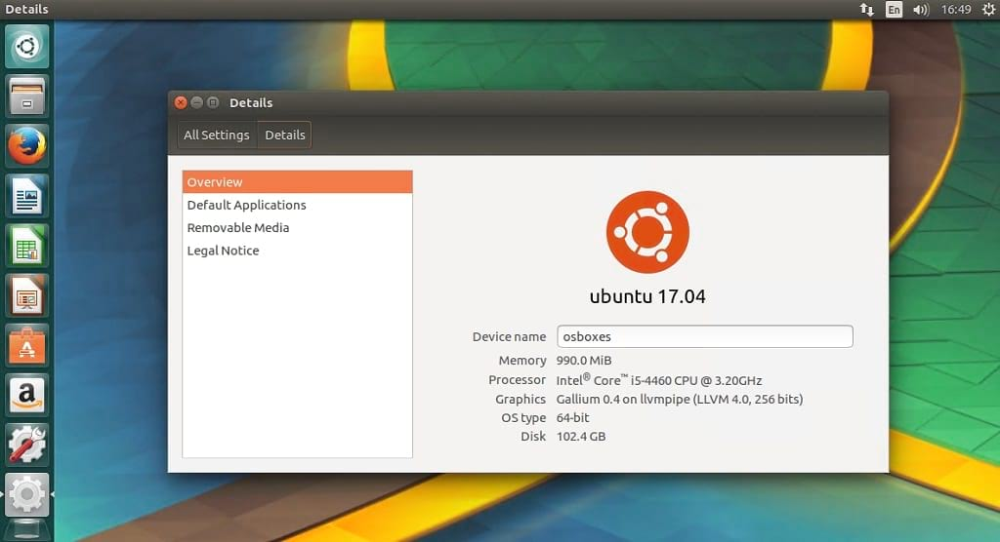 Details
En
16:49
Details
All Settings
Details
Overview
Default Applications
Removable Media
Legal Notice
ubuntu 17.04
Device name osboxes
Memory 990.0 MiB
Processor Intel® Core™ i5-4460 CPU @ 3.20GHz
Graphics Gallium 0.4 on llvmpipe (LLVM 4.0, 256 bits)
OS type 64-bit
Disk 102.4 GB
a